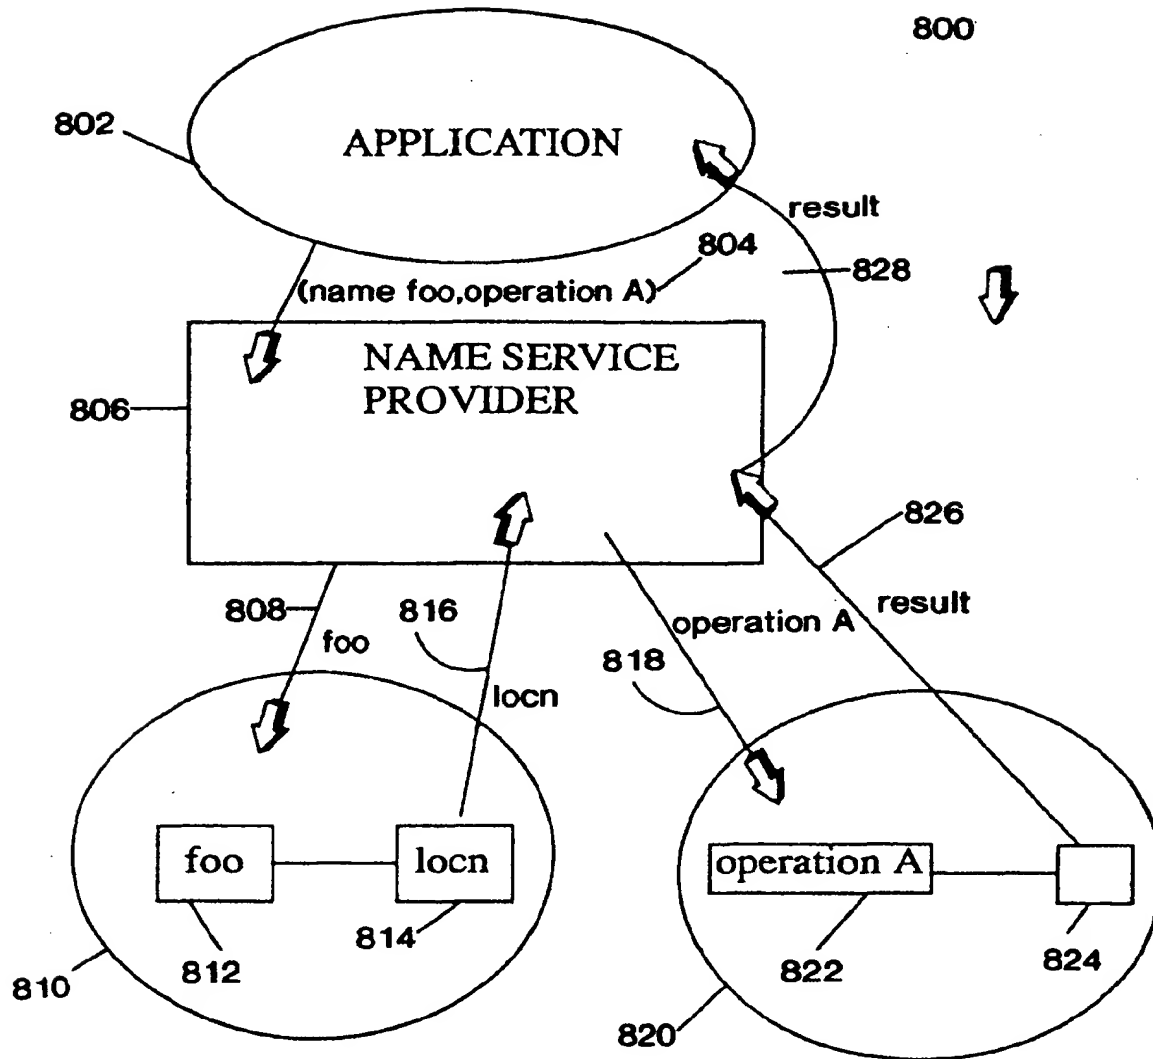 800
802
APPLICATION
result
804
828
(name foo,operation A)
NAME SERVICE
PROVIDER
806
826
808
816
result
operation A
foo
818
locn
foo
locn
operation A
814
812
822
824
810
820